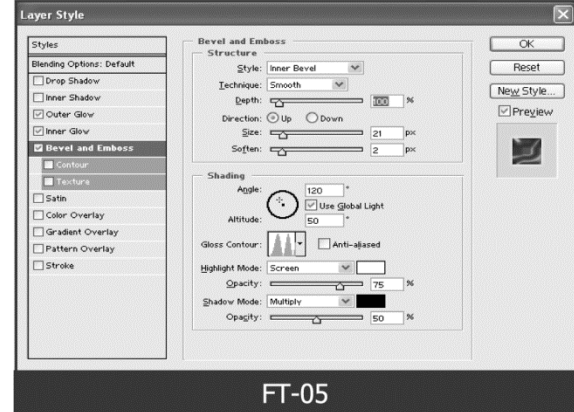 Layer Style
Styles
Blending Options: Default
Drop Shadow
Inner Shadow
Outer Glow
Inner Glow
Bevel and Emboss
Contour
Texture
Satin
Color Overlay
Gradient Overlay
Pattern Overlay
Stroke
Bevel and Emboss
Structure
Style: Inner Bevel
Technique: Smooth
Depth: 100 %
Direction: Up Down
Size: 21 px
Soften: 2 px
Shading
Angle: 120 °
Use Global Light
Altitude: 50 °
Gloss Contour: Anti-aliased
Highlight Mode: Screen
Opacity: 75 %
Shadow Mode: Multiply
Opacity: 50 %
OK
Reset
New Style...
Preview
FT-05